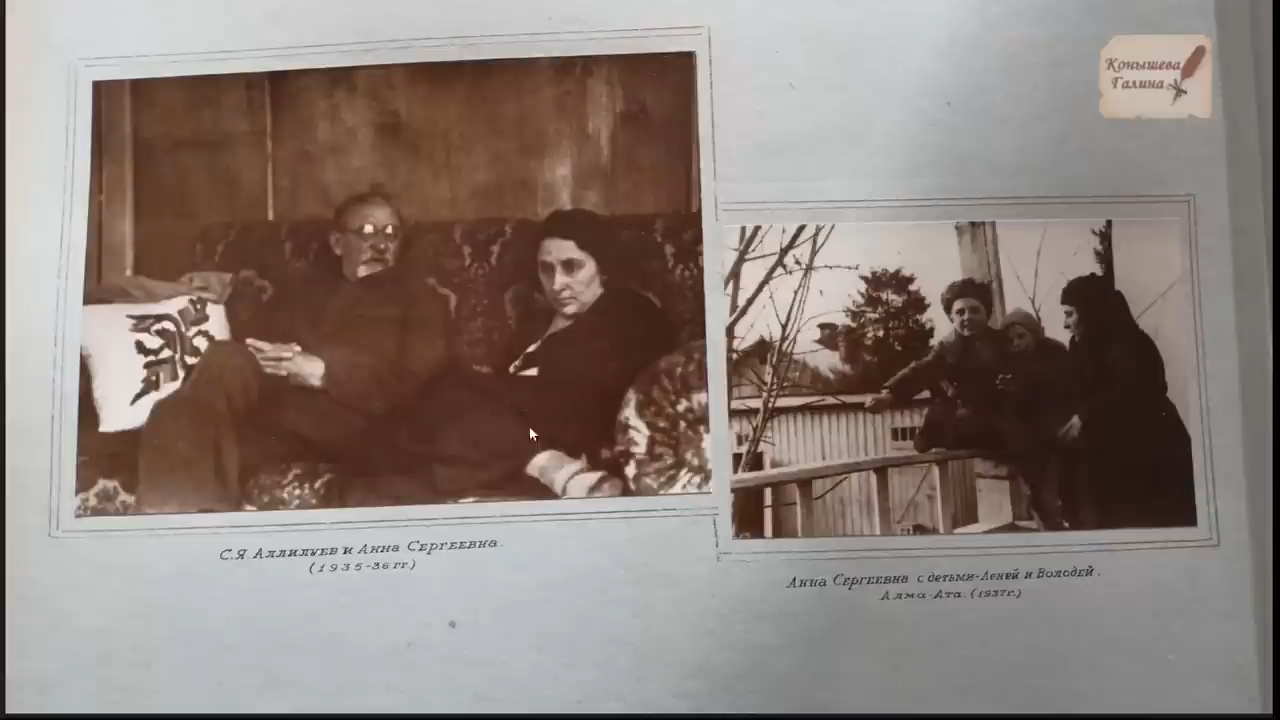 Конышева
Галина
С.Я. Аллилуев и Анна Сергеевна.
(1935-36 гг.)
Анна Сергеевна с детьми-Леней и Володей.
Алма-Ата. (1937г.)